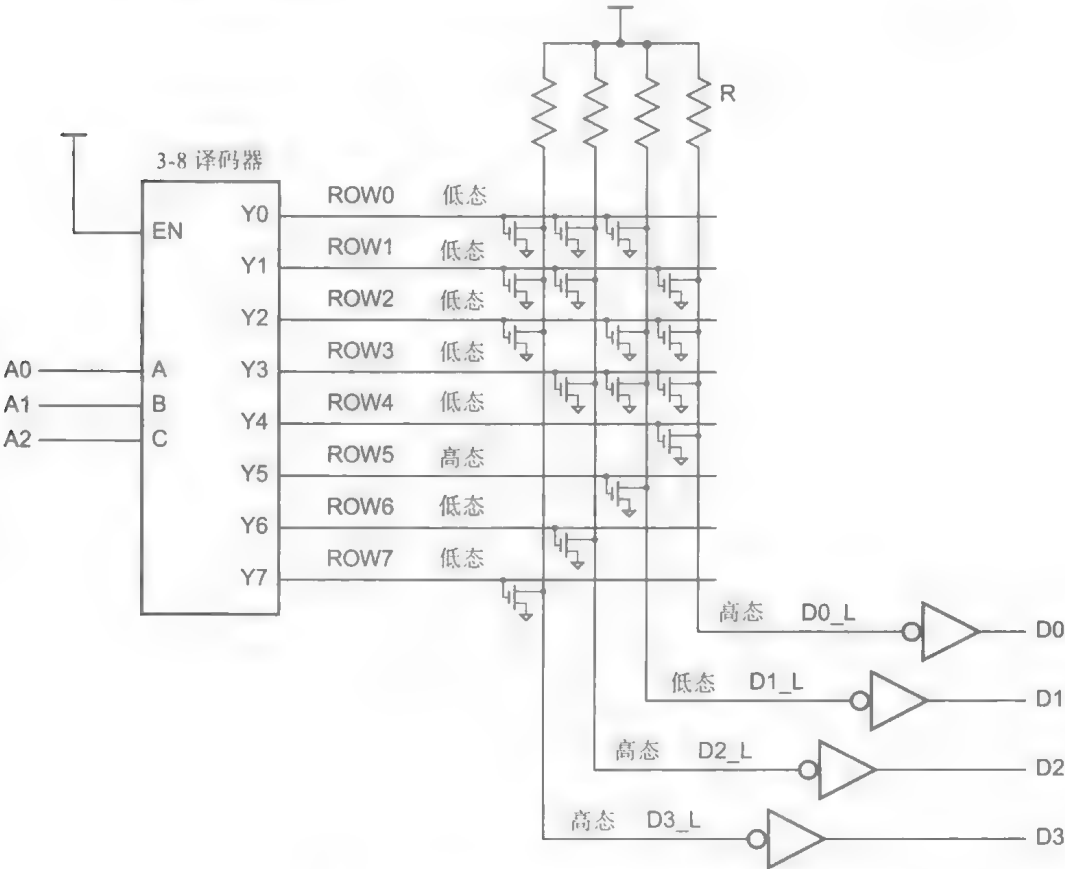 R
3-8 译码器
EN
A0
A1
A2
A
B
C
Y0
Y1
Y2
Y3
Y4
Y5
Y6
Y7
ROW0 低态
ROW1 低态
ROW2 低态
ROW3 低态
ROW4 低态
ROW5 高态
ROW6 低态
ROW7 低态
高态 D0_L D0
低态 D1_L D1
高态 D2_L D2
高态 D3_L D3